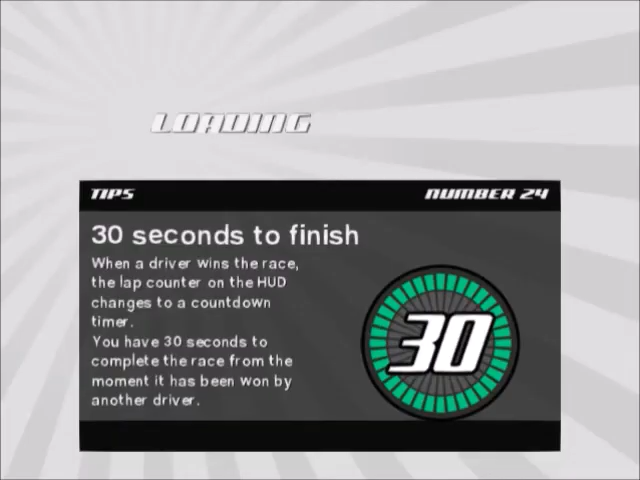 LOADING
TIPS
NUMBER 24
30 seconds to finish
When a driver wins the race,
the lap counter on the HUD
changes to a countdown
timer.
You have 30 seconds to
complete the race from the
moment it has been won by
another driver.
30